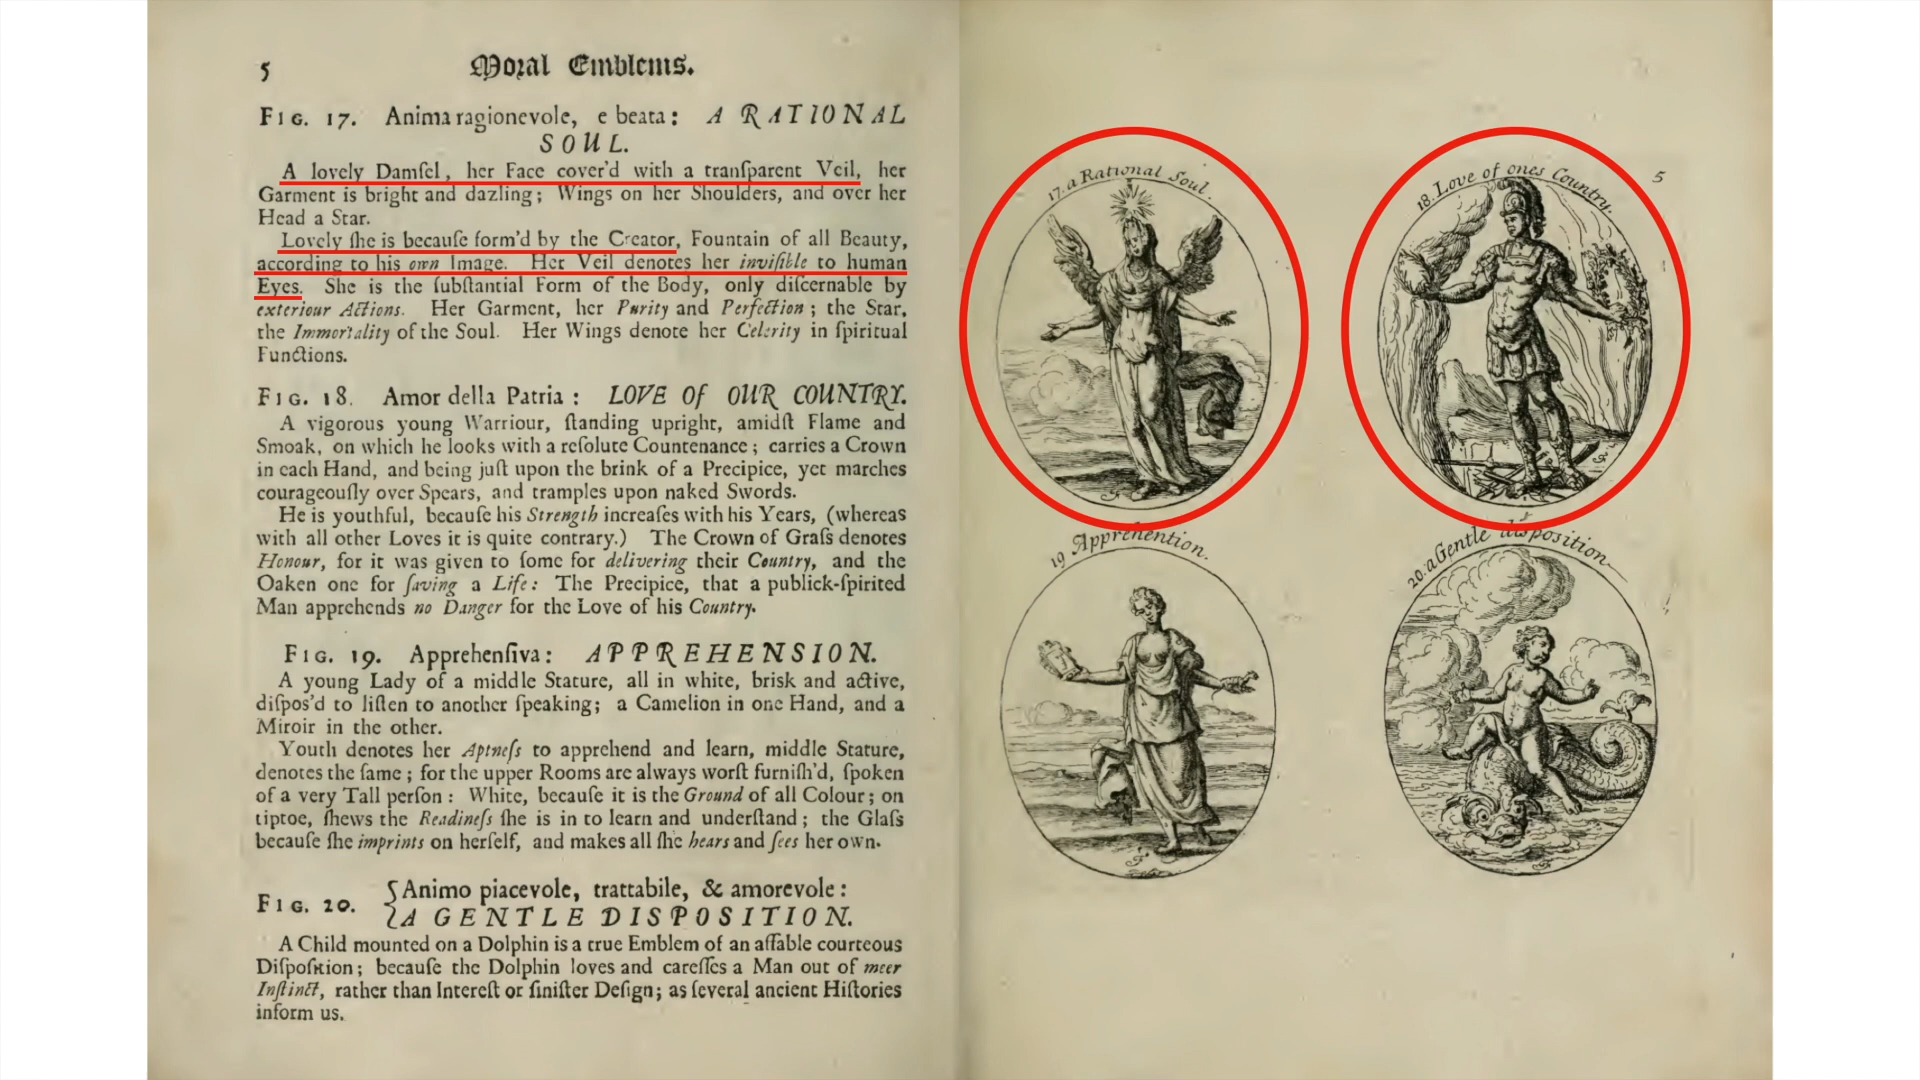 5 Moral Emblems.
FIG. 17. Anima ragionevole, e beata: A RATIONAL
SOUL.
A lovely Damſel, her Face cover'd with a tranſparent Veil, her
Garment is bright and dazling; Wings on her Shoulders, and over her
Head a Star.
Lovely ſhe is becauſe form'd by the Creator, Fountain of all Beauty,
according to his own Image. Her Veil denotes her inviſible to human
Eyes. She is the ſubſtantial Form of the Body, only diſcernable by
exteriour Actions. Her Garment, her Purity and Perfection; the Star,
the Immortality of the Soul. Her Wings denote her Celerity in ſpiritual
Functions.
FIG. 18. Amor della Patria: LOVE Of OUR COUNTRY.
A vigorous young Warriour, ſtanding upright, amidſt Flame and
Smoak, on which he looks with a reſolute Countenance; carries a Crown
in each Hand, and being juſt upon the brink of a Precipice, yet marches
courageouſly over Spears, and tramples upon naked Swords.
He is youthful, becauſe his Strength increaſes with his Years, (whereas
with all other Loves it is quite contrary.) The Crown of Graſs denotes
Honour, for it was given to ſome for delivering their Country, and the
Oaken one for ſaving a Life: The Precipice, that a publick-ſpirited
Man apprehends no Danger for the Love of his Country.
FIG. 19. Apprehenſiva: APPREHENSION.
A young Lady of a middle Stature, all in white, brisk and active,
diſpos'd to liſten to another ſpeaking; a Camelion in one Hand, and a
Miroir in the other.
Youth denotes her Aptneſs to apprehend and learn, middle Stature,
denotes the ſame; for the upper Rooms are always worſt furniſh'd, ſpoken
of a very Tall perſon: White, becauſe it is the Ground of all Colour; on
tiptoe, ſhews the Readineſs ſhe is in to learn and underſtand; the Glaſs
becauſe ſhe imprints on herſelf, and makes all ſhe hears and ſees her own.
FIG. 20. Animo piacevole, trattabile, & amorevole:
A GENTLE DISPOSITION.
A Child mounted on a Dolphin is a true Emblem of an affable courteous
Diſpoſition; becauſe the Dolphin loves and careſſes a Man out of meer
Inſtinct, rather than Intereſt or ſiniſter Deſign; as ſeveral ancient Hiſtories
inform us.
5
17. a Rational Soul.
18. Love of ones Country.
19 Apprehention.
20. a Gentle disposition